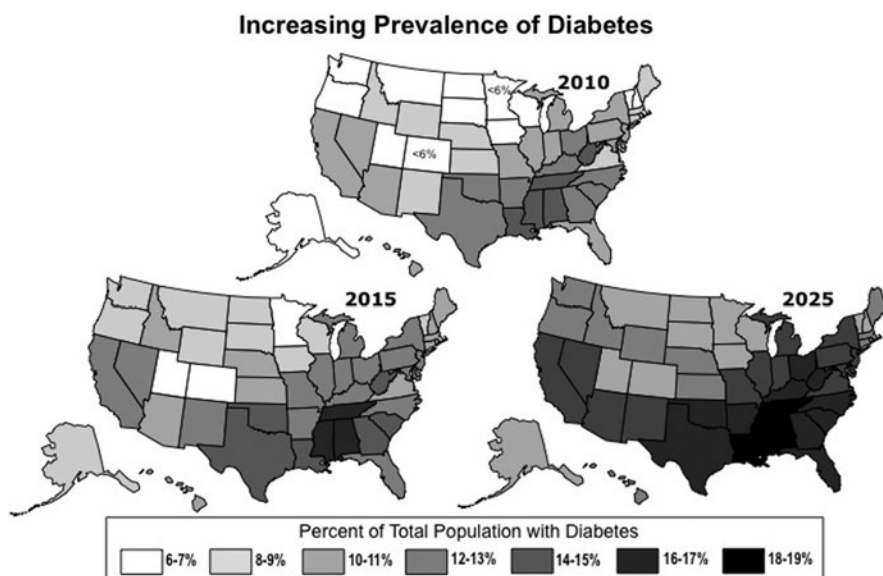 Increasing Prevalence of Diabetes
2010
<6%
<6%
2015
2025
Percent of Total Population with Diabetes
6-7% 8-9% 10-11% 12-13% 14-15% 16-17% 18-19%